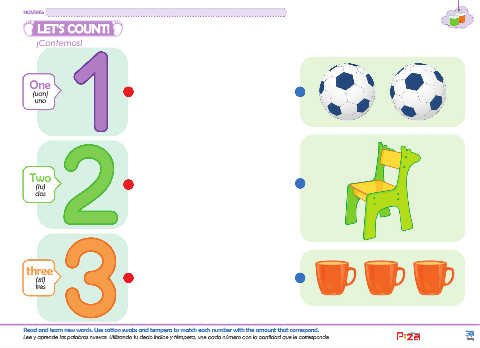 NOMBRE:
LET'S COUNT!
¡Contemos!
1
One
(uan)
uno
2
Two
(tu)
dos
3
three
tres
Read and learn new words. Use cotton swabs and tempera to match each number with the amount that correspond.
Lee y aprende las palabras nuevas. Utilizando tu dedo índice y témpera, une cada número con la cantidad que le corresponde.